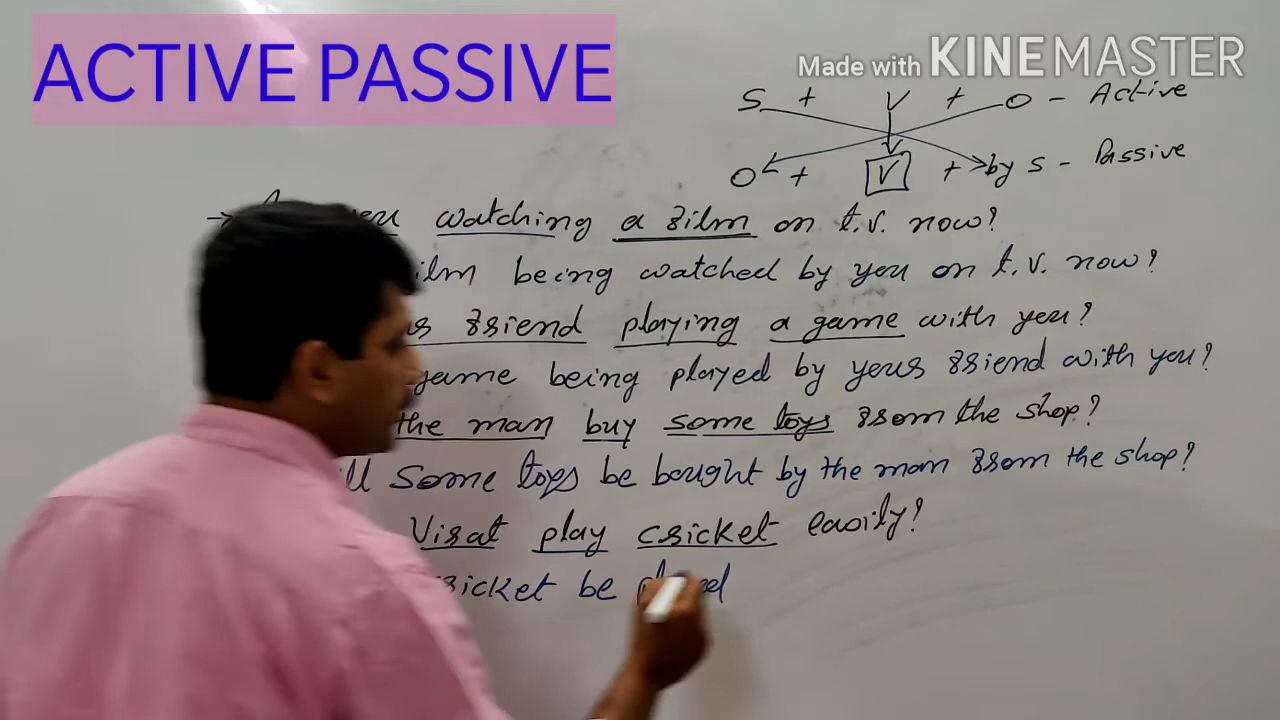 ACTIVE PASSIVE
Made with KINEMASTER
S + V + O - Active
O + V + by S - Passive
→ watching a film on t.v. now?
being watched by you on t.v. now?
friend playing a game with you?
game being played by your friend with you?
the man buy some toys from the shop?
some toys be bought by the man from the shop?
Virat play cricket easily?
cricket be played